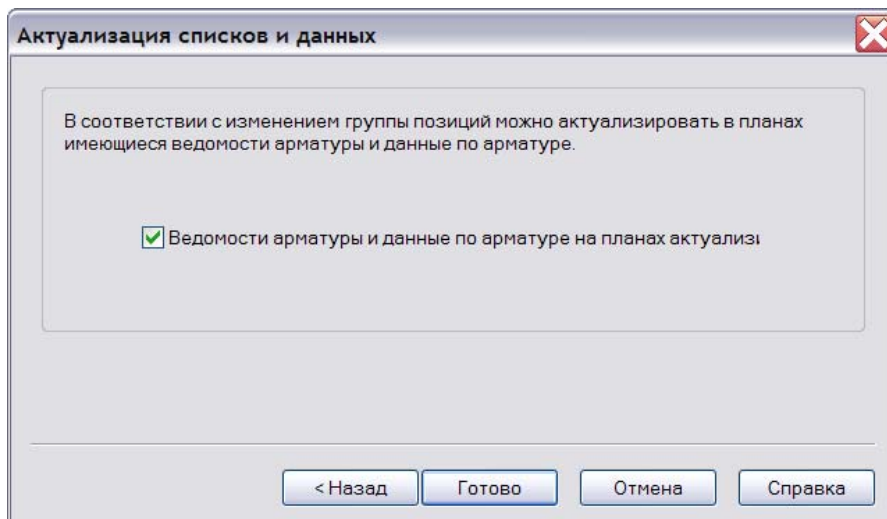 Актуализация списков и данных
В соответствии с изменением группы позиций можно актуализировать в планах
имеющиеся ведомости арматуры и данные по арматуре.
Ведомости арматуры и данные по арматуре на планах актуализи
< Назад
Готово
Отмена
Справка